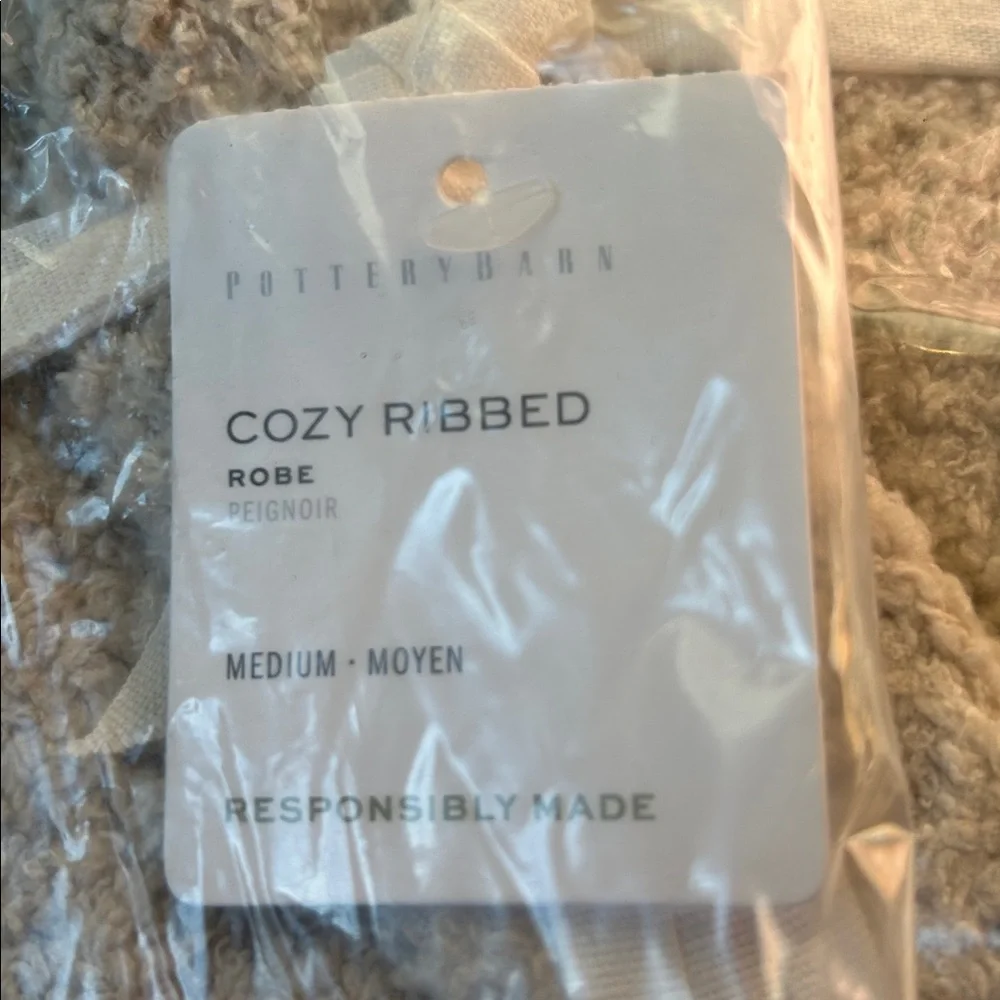 POTTERYBARN
COZY RIBBED
ROBE
PEIGNOIR
MEDIUM · MOYEN
RESPONSIBLY MADE